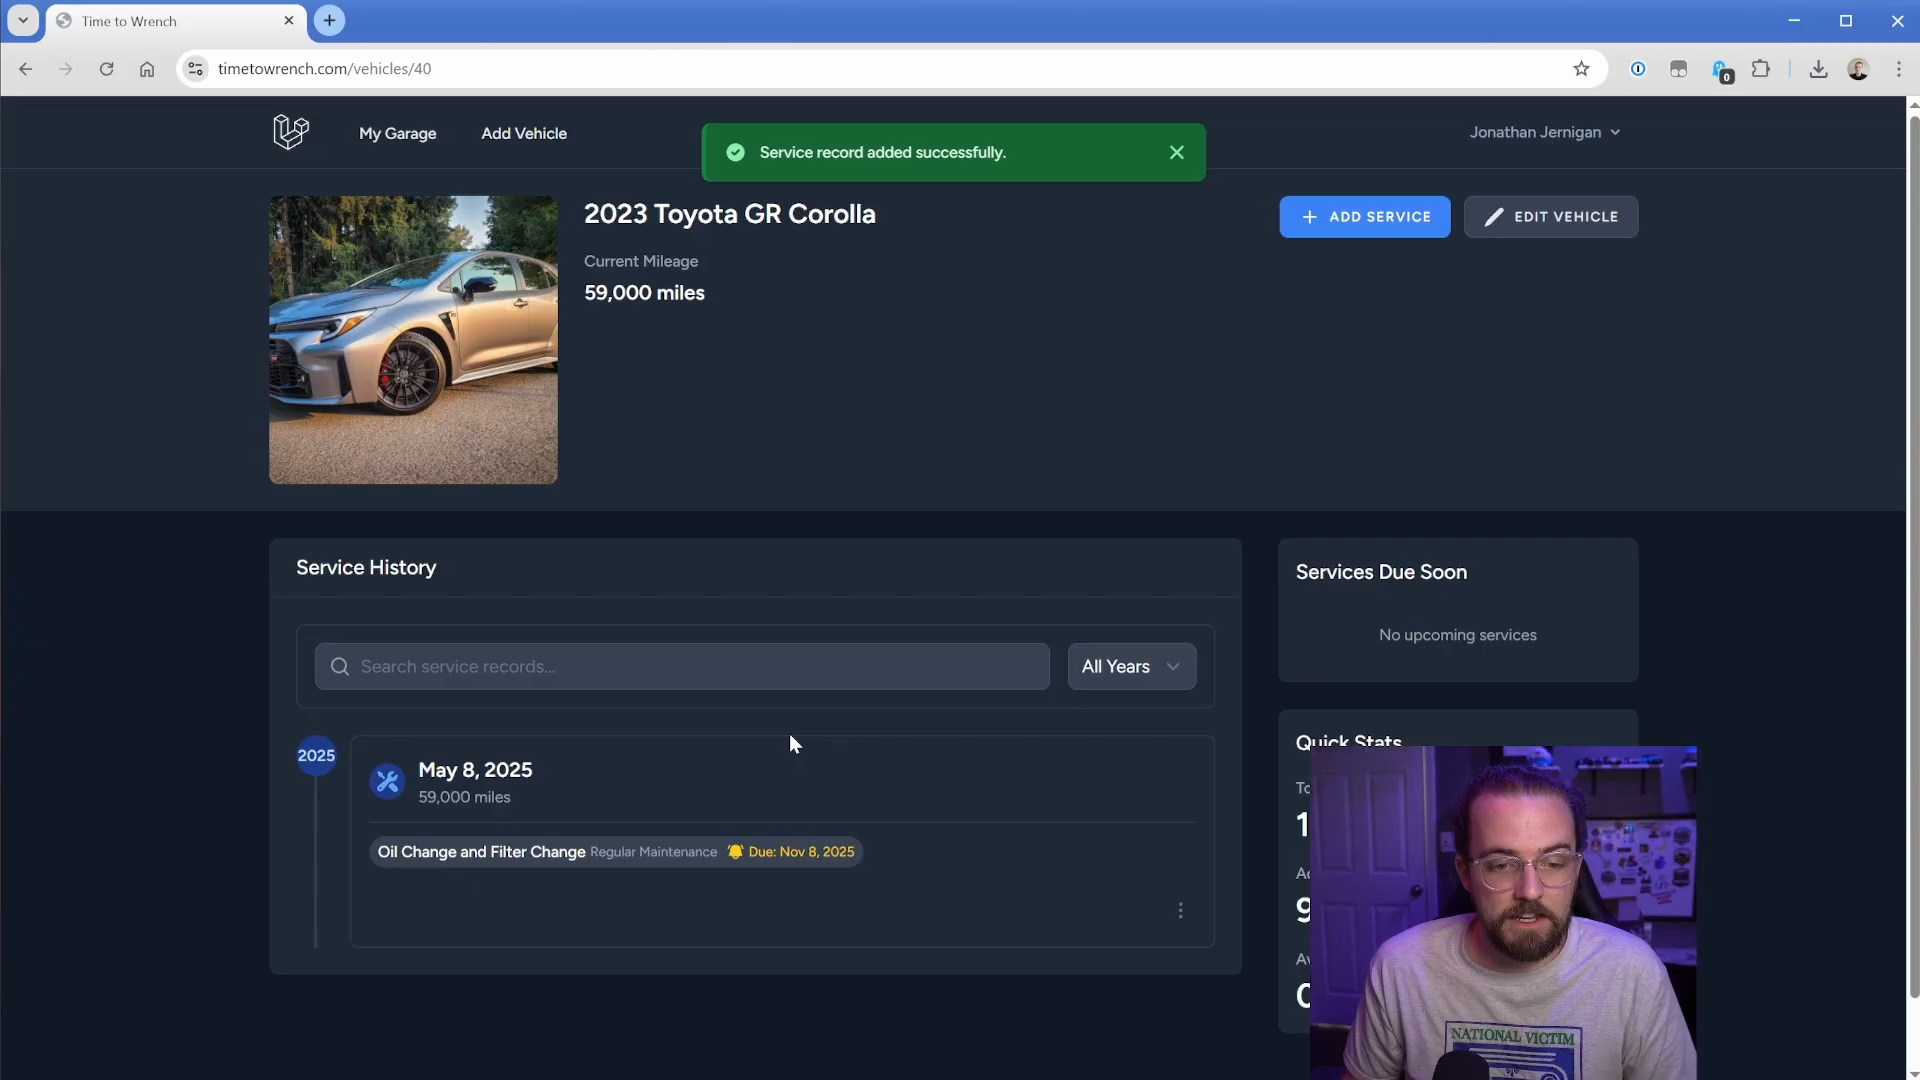 Time to Wrench
timetowrench.com/vehicles/40
0
My Garage
Add Vehicle
Service record added successfully.
Jonathan Jernigan
2023 Toyota GR Corolla
ADD SERVICE
EDIT VEHICLE
Current Mileage
59,000 miles
Service History
Services Due Soon
No upcoming services
Search service records...
All Years
Quick Stats
2025
May 8, 2025
59,000 miles
Oil Change and Filter Change Regular Maintenance Due: Nov 8, 2025
1
9
NATIONAL VICTIM